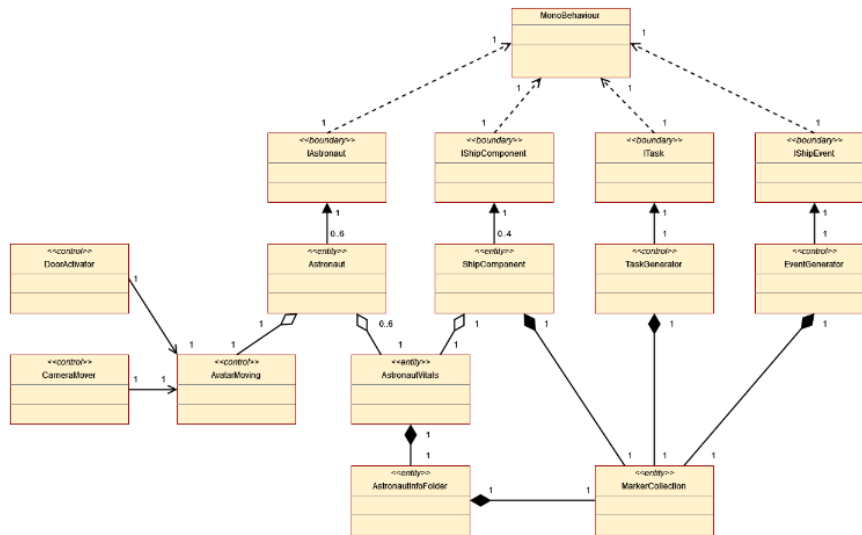 MonoBehaviour
1
1
1
1
1
1
1
1
<<boundary>>
IAstronaut
<<boundary>>
IShipComponent
<<boundary>>
ITask
<<boundary>>
IShipEvent
1
1
1
1
0..6
0..4
1
1
<<control>>
DoorActivator
<<entity>>
Astronaut
<<entity>>
ShipComponent
<<control>>
TaskGenerator
<<control>>
EventGenerator
1
1
0..6
1
1
1
1
1
1
1
1
<<control>>
CameraMover
<<control>>
AvatarMoving
<<entity>>
AstronautVitals
1
1
1
1
1
1
1
<<entity>>
AstronautInfoFolder
<<entity>>
MarkerCollection
1
1